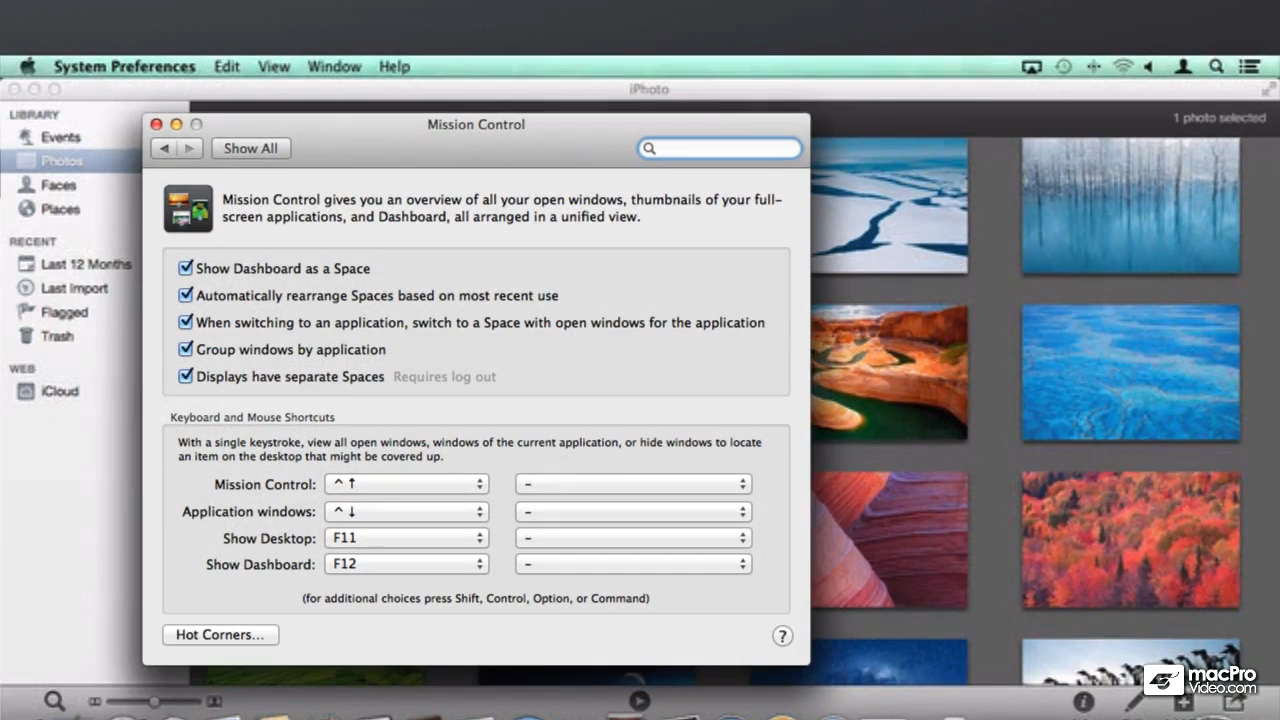 System Preferences Edit View Window Help
iPhoto
LIBRARY
Events
Photos
Faces
Places
RECENT
Last 12 Months
Last Import
Flagged
Trash
WEB
iCloud
1 photo selected
Mission Control
Show All
Mission Control gives you an overview of all your open windows, thumbnails of your full-
screen applications, and Dashboard, all arranged in a unified view.
Show Dashboard as a Space
Automatically rearrange Spaces based on most recent use
When switching to an application, switch to a Space with open windows for the application
Group windows by application
Displays have separate Spaces Requires log out
Keyboard and Mouse Shortcuts
With a single keystroke, view all open windows, windows of the current application, or hide windows to locate
an item on the desktop that might be covered up.
Mission Control: ^↑ –
Application windows: ^↓ –
Show Desktop: F11 –
Show Dashboard: F12 –
(for additional choices press Shift, Control, Option, or Command)
Hot Corners... ?
macPro
Video.com